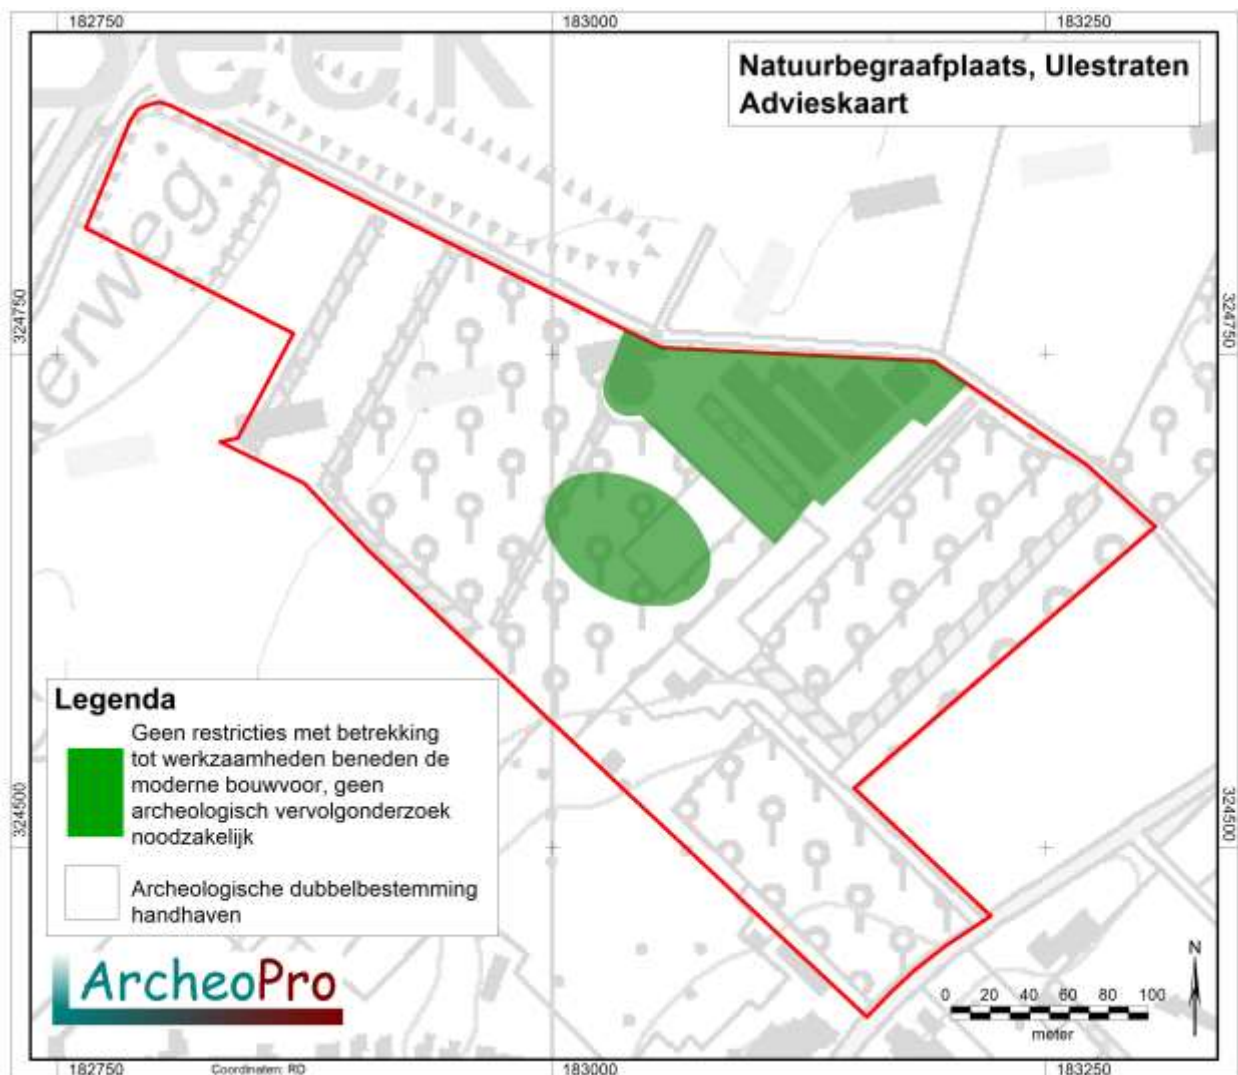 182750
183000
183250
Natuurbegraafplaats, Ulestraten
Advieskaart
324750
324750
erweg.
Legenda
Geen restricties met betrekking
tot werkzaamheden beneden de
moderne bouwvoor, geen
archeologisch vervolgonderzoek
noodzakelijk
Archeologische dubbelbestemming
handhaven
324500
324500
ArcheoPro
N
0 20 40 60 80 100
meter
182750
Coordinaten: RD
183000
183250